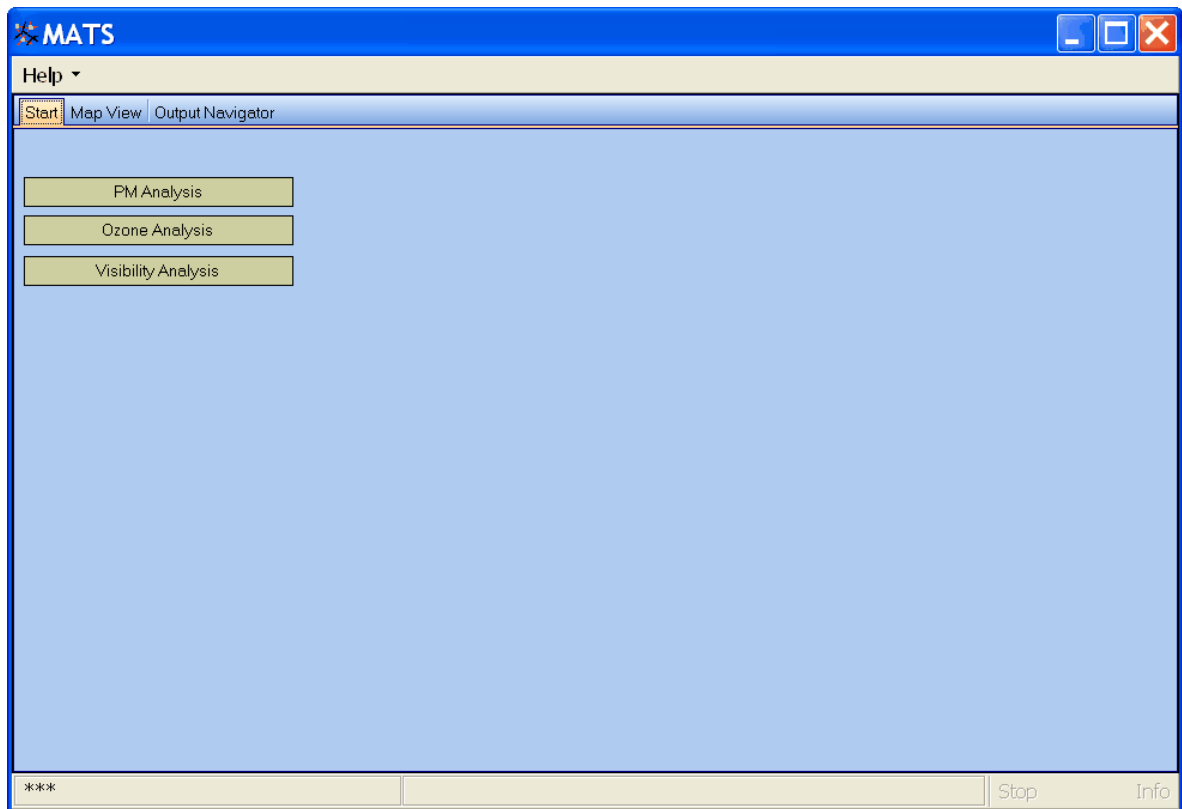 MATS
Help
Start Map View Output Navigator
PM Analysis
Ozone Analysis
Visibility Analysis
*** Stop Info